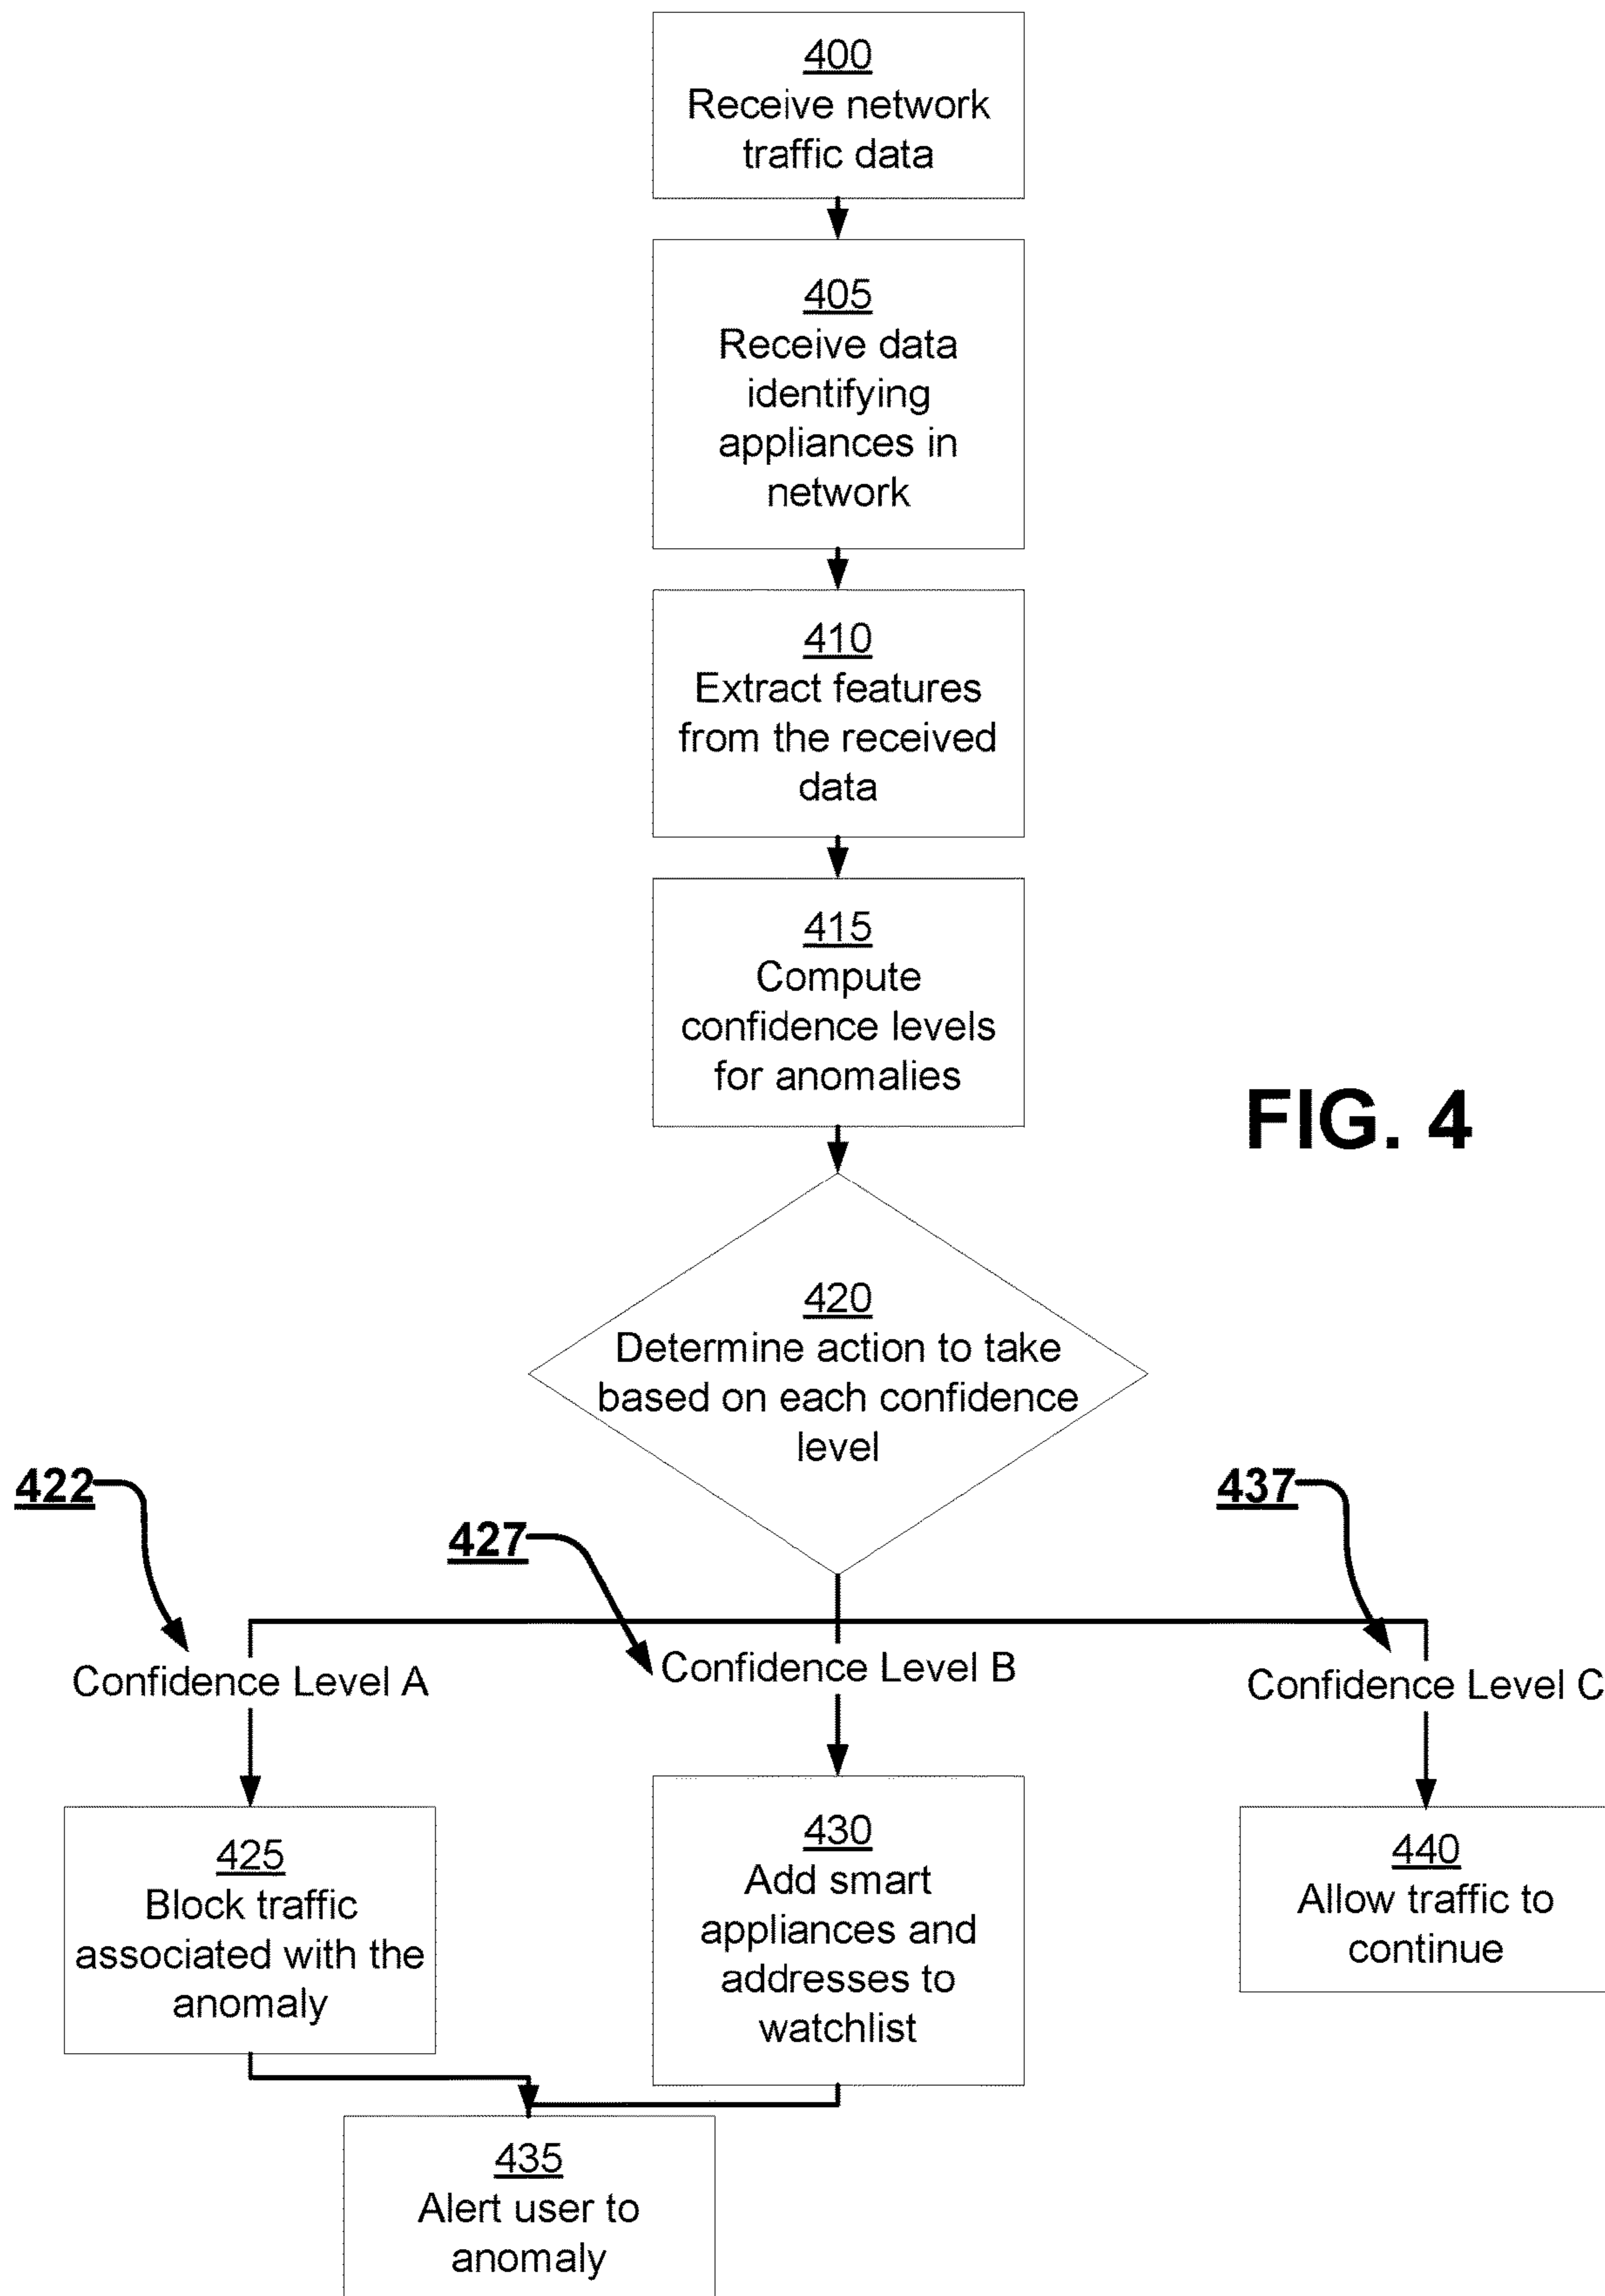 400
Receive network
traffic data
405
Receive data
identifying
appliances in
network
410
Extract features
from the received
data
415
Compute
confidence levels
for anomalies
FIG. 4
420
Determine action to take
based on each confidence
level
422
427
437
Confidence Level A
Confidence Level B
Confidence Level C
425
Block traffic
associated with the
anomaly
430
Add smart
appliances and
addresses to
watchlist
440
Allow traffic to
continue
435
Alert user to
anomaly